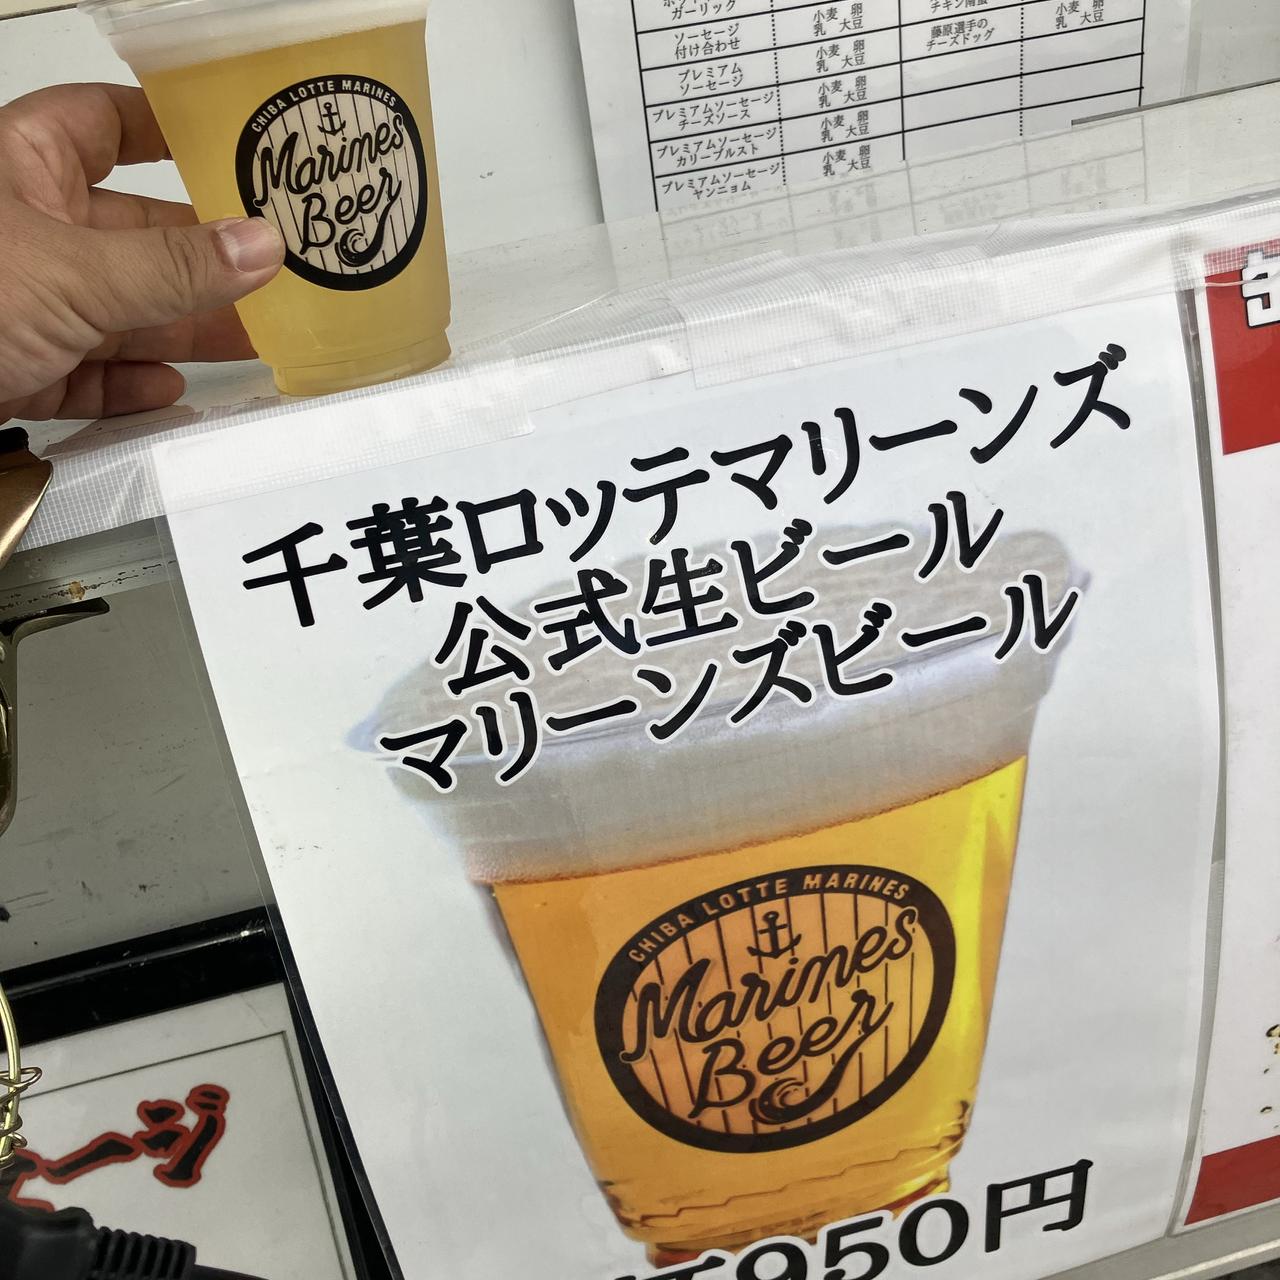 CHIBA LOTTE MARINES
Marines
Beer
ガーリック
ソーセージ
付け合わせ
小麦 卵
乳 大豆
藤原選手の
チーズドッグ
小麦 卵
乳 大豆
プレミアム
ソーセージ
小麦 卵
乳 大豆
プレミアムソーセージ
チーズソース
小麦 卵
乳 大豆
プレミアムソーセージ
カリーブルスト
小麦 卵
乳 大豆
プレミアムソーセージ
ヤンニョム
小麦 卵
乳 大豆
千葉ロッテマリーンズ
公式生ビール
マリーンズビール
CHIBA LOTTE MARINES
Marines
Beer
950円
ージ